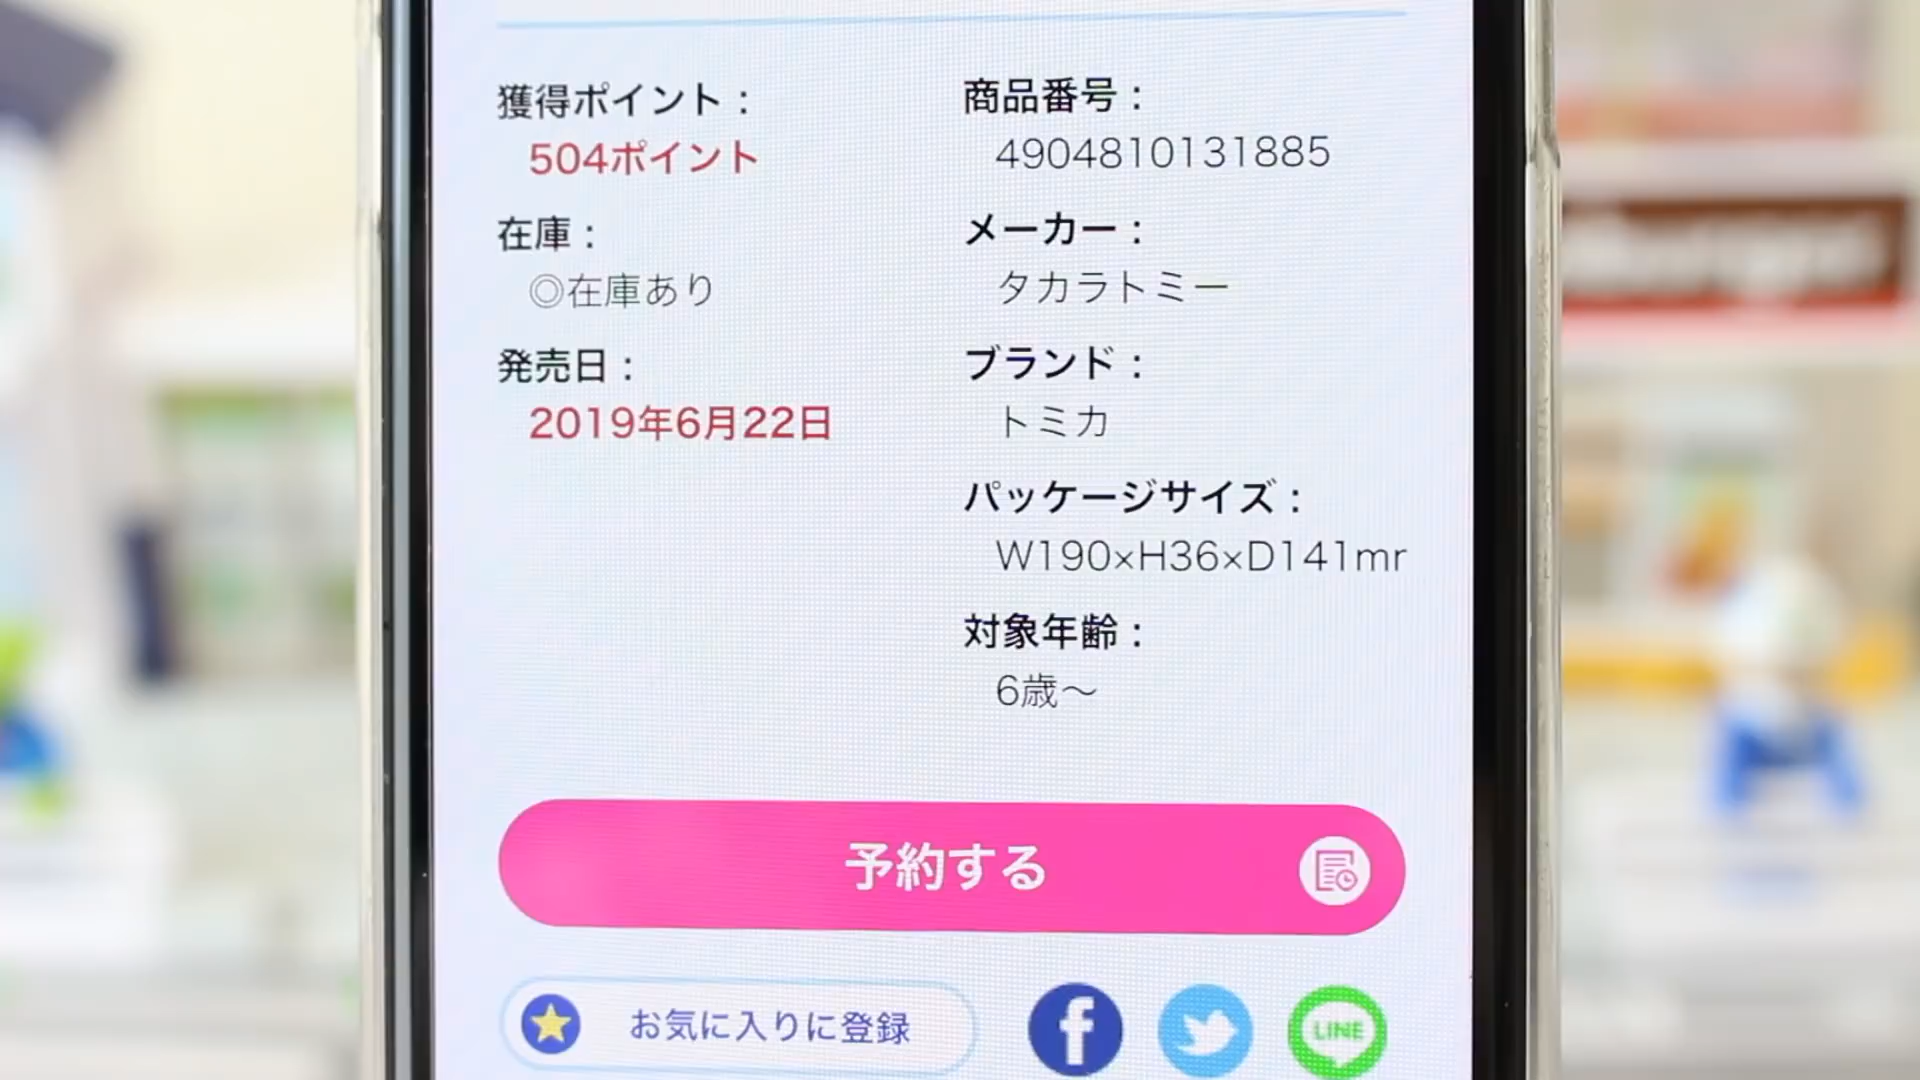 獲得ポイント：
504ポイント
在庫：
◎在庫あり
発売日：
2019年6月22日
商品番号：
4904810131885
メーカー：
タカラトミー
ブランド：
トミカ
パッケージサイズ：
W190×H36×D141mr
対象年齢：
6歳～
予約する
お気に入りに登録
f
LINE